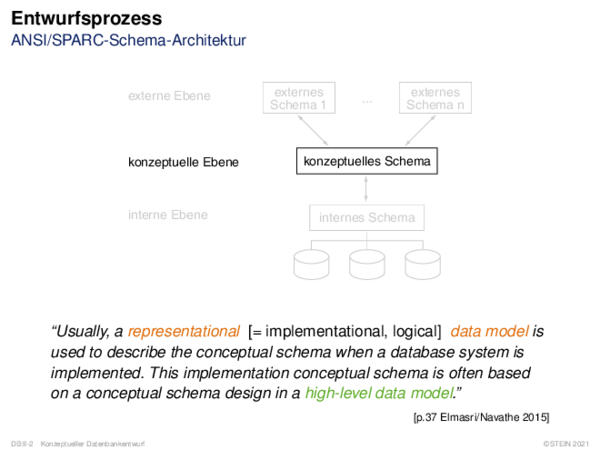 Entwurfsprozess
ANSI/SPARC-Schema-Architektur
externe Ebene
externes
Schema 1
...
externes
Schema n
konzeptuelle Ebene
konzeptuelles Schema
interne Ebene
internes Schema
“Usually, a representational [= implementational, logical] data model is
used to describe the conceptual schema when a database system is
implemented. This implementation conceptual schema is often based
on a conceptual schema design in a high-level data model.”
[p.37 Elmasri/Navathe 2015]
DB:II-2 Konzeptueller Datenbankentwurf
©STEIN 2021